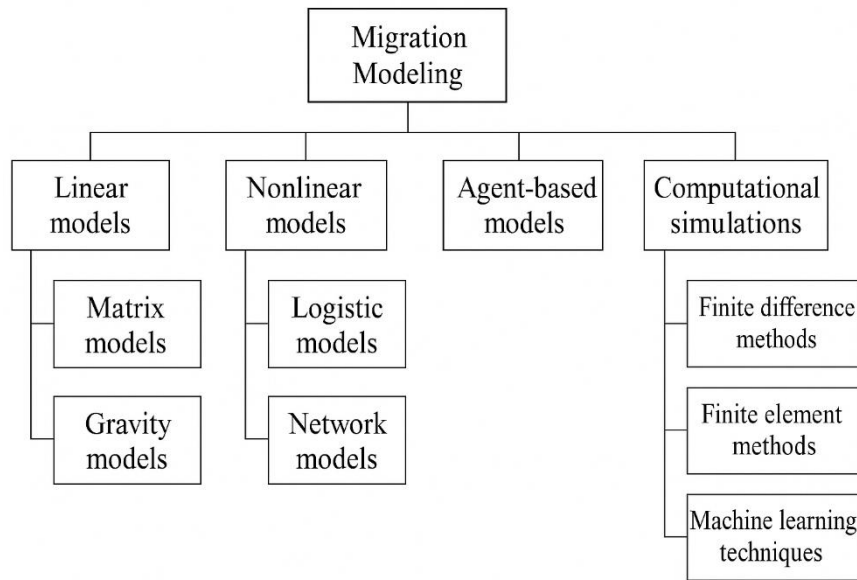 Migration
Modeling
Linear
models
Nonlinear
models
Agent-based
models
Computational
simulations
Matrix
models
Gravity
models
Logistic
models
Network
models
Finite difference
methods
Finite element
methods
Machine learning
techniques